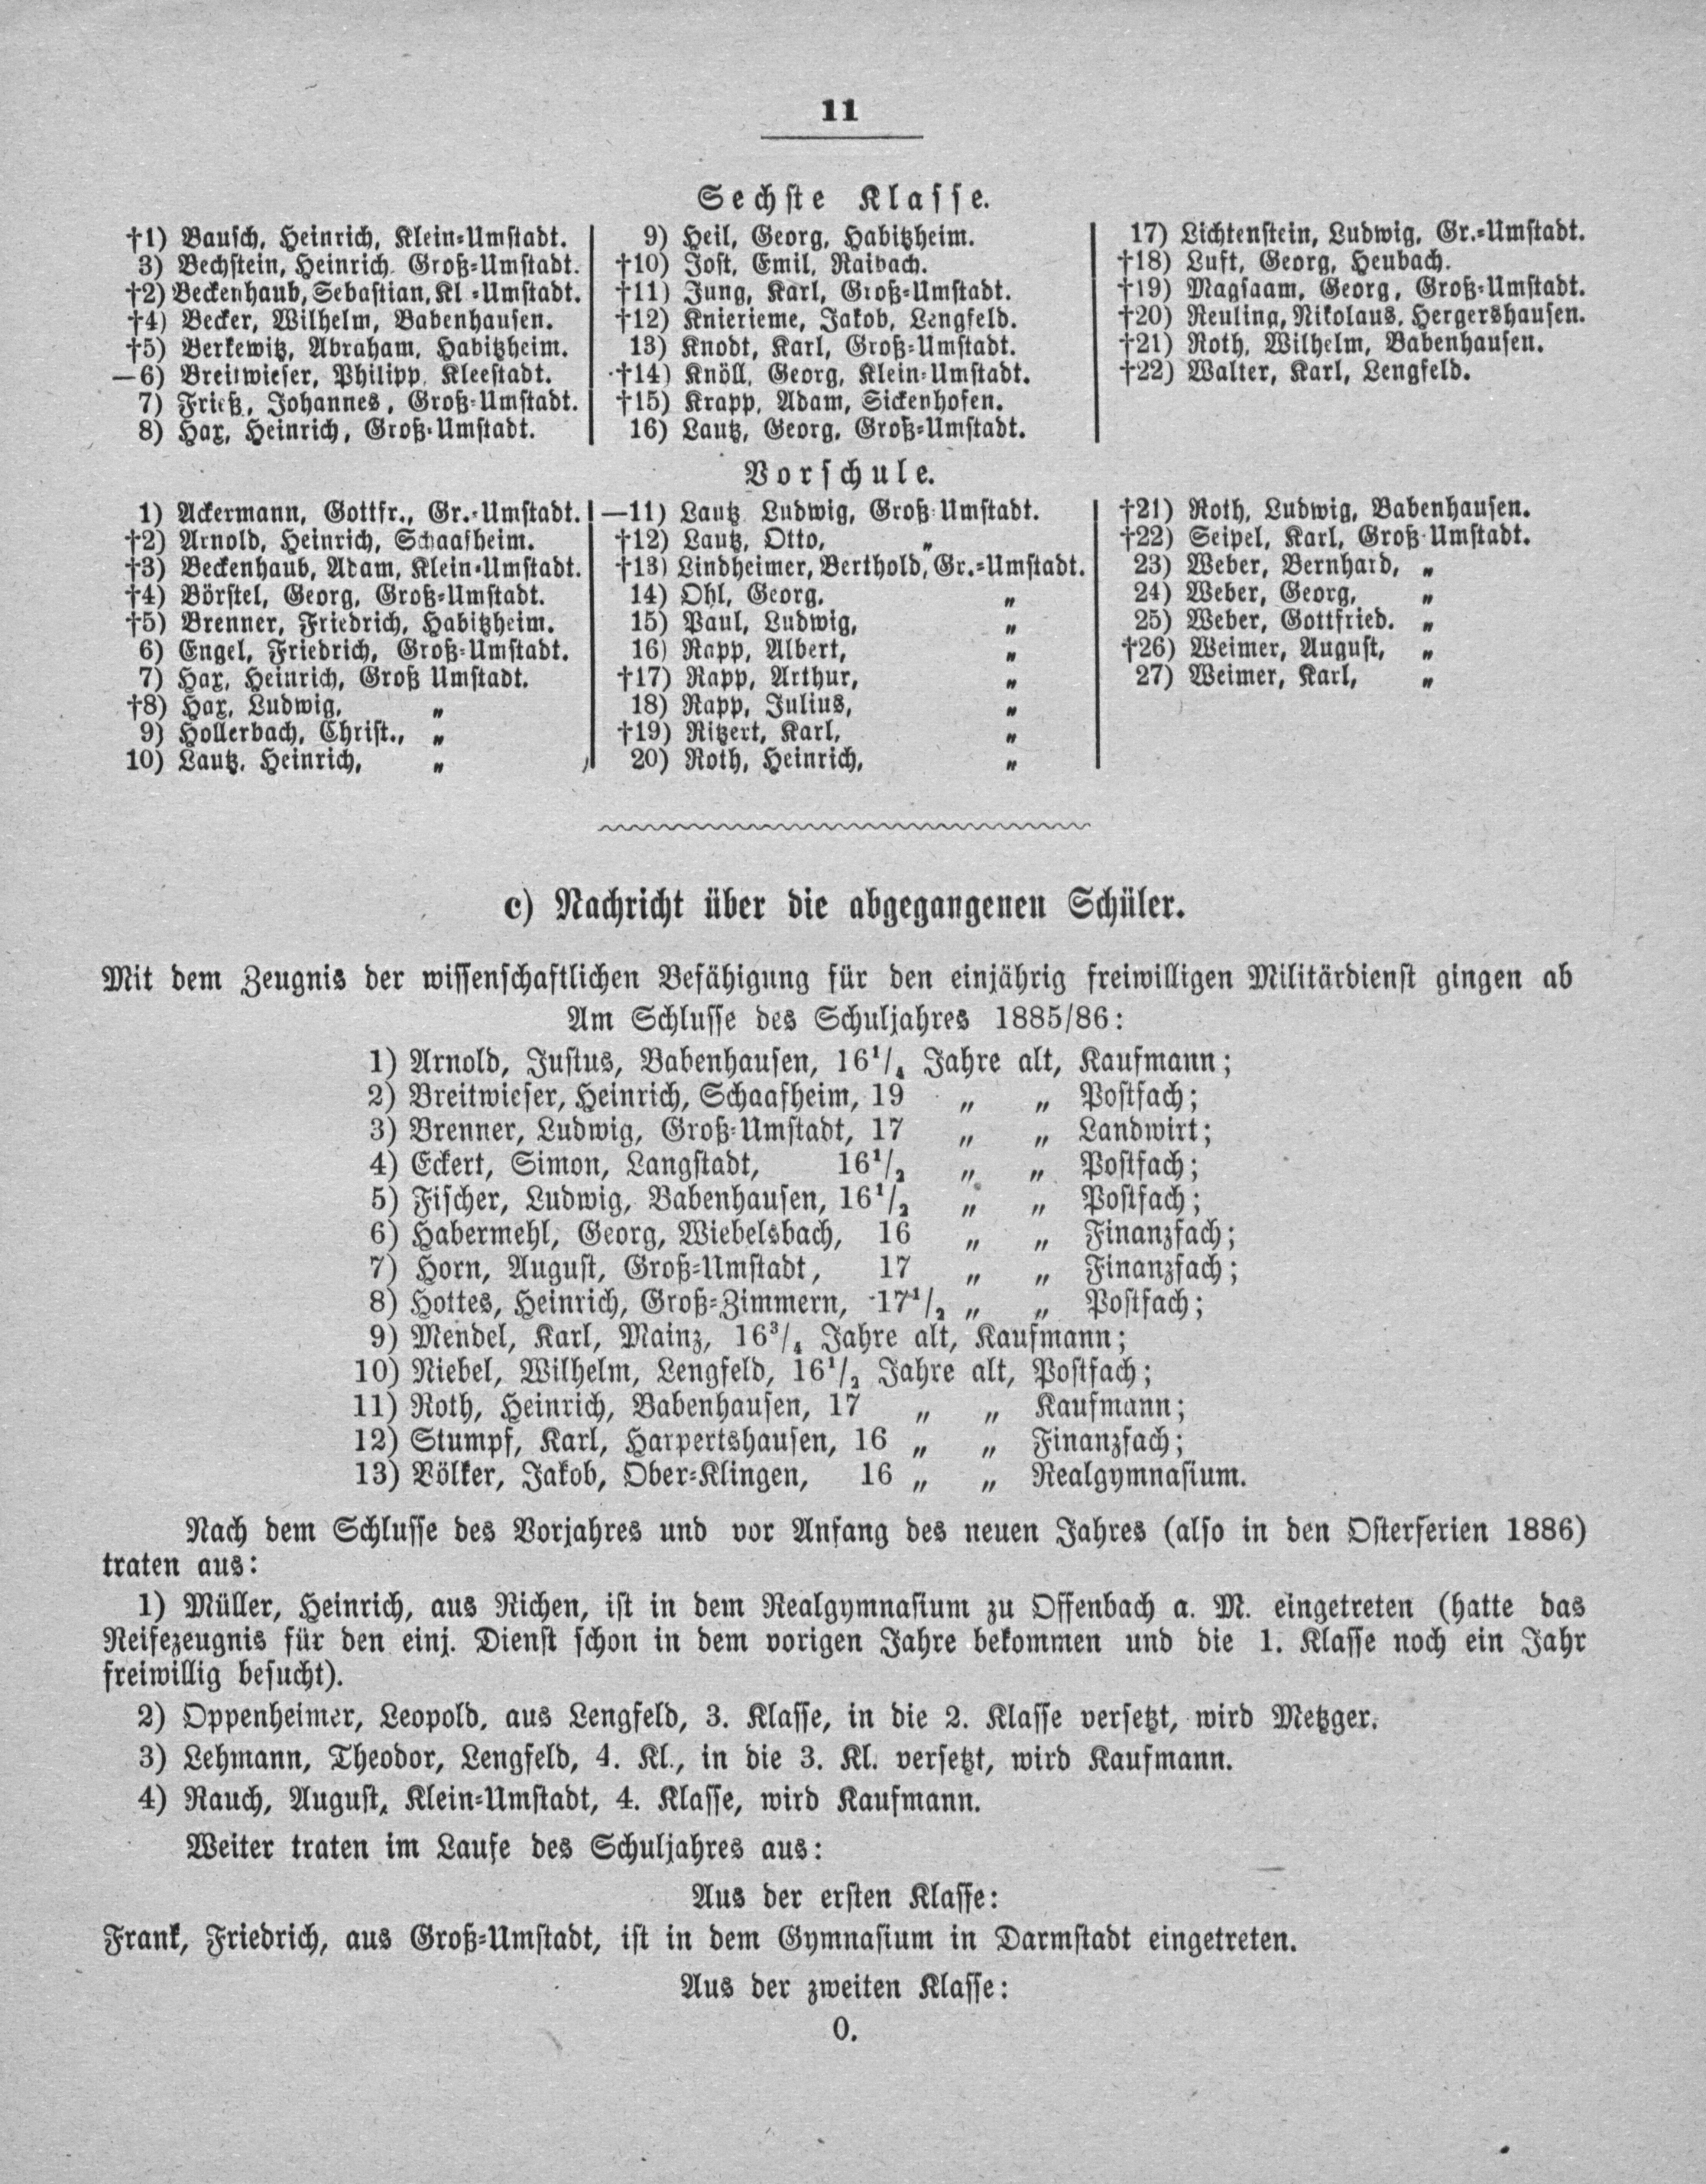 11
Sechste Klasse.
†1) Bausch, Heinrich, Klein-Umstadt.
3) Bechstein, Heinrich, Groß-Umstadt.
†2) Beckenhaub, Sebastian, Kl.-Umstadt.
†4) Becker, Wilhelm, Babenhausen.
†5) Berkewitz, Abraham, Habitzheim.
—6) Breitwieser, Philipp, Kleestadt.
7) Frieß, Johannes, Groß-Umstadt.
8) Hax, Heinrich, Groß-Umstadt.
9) Heil, Georg, Habitzheim.
†10) Jost, Emil, Raibach.
†11) Jung, Karl, Groß-Umstadt.
†12) Knierieme, Jakob, Lengfeld.
13) Knodt, Karl, Groß-Umstadt.
†14) Knöll, Georg, Klein-Umstadt.
†15) Krapp, Adam, Sickenhofen.
16) Lautz, Georg, Groß-Umstadt.
17) Lichtenstein, Ludwig, Gr.-Umstadt.
†18) Luft, Georg, Heubach.
†19) Magsaam, Georg, Groß-Umstadt.
†20) Reuling, Nikolaus, Hergershausen.
†21) Roth, Wilhelm, Babenhausen.
†22) Walter, Karl, Lengfeld.
Vorschule.
1) Ackermann, Gottfr., Gr.-Umstadt.
†2) Arnold, Heinrich, Schaafheim.
†3) Beckenhaub, Adam, Klein-Umstadt.
†4) Börstel, Georg, Groß-Umstadt.
†5) Brenner, Friedrich, Habitzheim.
6) Engel, Friedrich, Groß-Umstadt.
7) Hax, Heinrich, Groß Umstadt.
†8) Hax, Ludwig, „
9) Hollerbach, Christ., „
10) Lautz, Heinrich, „
—11) Lautz Ludwig, Groß-Umstadt.
†12) Lautz, Otto, „
†13) Lindheimer, Berthold, Gr.-Umstadt.
14) Ohl, Georg, „
15) Paul, Ludwig, „
16) Rapp, Albert, „
†17) Rapp, Arthur, „
18) Rapp, Julius, „
†19) Ritzert, Karl, „
20) Roth, Heinrich, „
†21) Roth, Ludwig, Babenhausen.
†22) Seipel, Karl, Groß-Umstadt.
23) Weber, Bernhard, „
24) Weber, Georg, „
25) Weber, Gottfried. „
†26) Weimer, August, „
27) Weimer, Karl, „
c) Nachricht über die abgegangenen Schüler.
Mit dem Zeugnis der wissenschaftlichen Befähigung für den einjährig freiwilligen Militärdienst gingen ab
Am Schlusse des Schuljahres 1885/86:
1) Arnold, Justus, Babenhausen, 16¹/₄ Jahre alt, Kaufmann;
2) Breitwieser, Heinrich, Schaafheim, 19 „ „ Postfach;
3) Brenner, Ludwig, Groß-Umstadt, 17 „ „ Landwirt;
4) Eckert, Simon, Langstadt, 16¹/₂ „ „ Postfach;
5) Fischer, Ludwig, Babenhausen, 16¹/₂ „ „ Postfach;
6) Habermehl, Georg, Wiebelsbach, 16 „ „ Finanzfach;
7) Horn, August, Groß-Umstadt, 17 „ „ Finanzfach;
8) Hottes, Heinrich, Groß-Zimmern, 17¹/₂ „ „ Postfach;
9) Mendel, Karl, Mainz, 16³/₄ Jahre alt, Kaufmann;
10) Niebel, Wilhelm, Lengfeld, 16¹/₂ Jahre alt, Postfach;
11) Roth, Heinrich, Babenhausen, 17 „ „ Kaufmann;
12) Stumpf, Karl, Harpertshausen, 16 „ „ Finanzfach;
13) Völker, Jakob, Ober-Klingen, 16 „ „ Realgymnasium.
Nach dem Schlusse des Vorjahres und vor Anfang des neuen Jahres (also in den Osterferien 1886)
traten aus:
1) Müller, Heinrich, aus Richen, ist in dem Realgymnasium zu Offenbach a. M. eingetreten (hatte das
Reifezeugnis für den einj. Dienst schon in dem vorigen Jahre bekommen und die 1. Klasse noch ein Jahr
freiwillig besucht).
2) Oppenheimer, Leopold, aus Lengfeld, 3. Klasse, in die 2. Klasse versetzt, wird Metzger.
3) Lehmann, Theodor, Lengfeld, 4. Kl., in die 3. Kl. versetzt, wird Kaufmann.
4) Rauch, August, Klein-Umstadt, 4. Klasse, wird Kaufmann.
Weiter traten im Laufe des Schuljahres aus:
Aus der ersten Klasse:
Frank, Friedrich, aus Groß-Umstadt, ist in dem Gymnasium in Darmstadt eingetreten.
Aus der zweiten Klasse:
0.